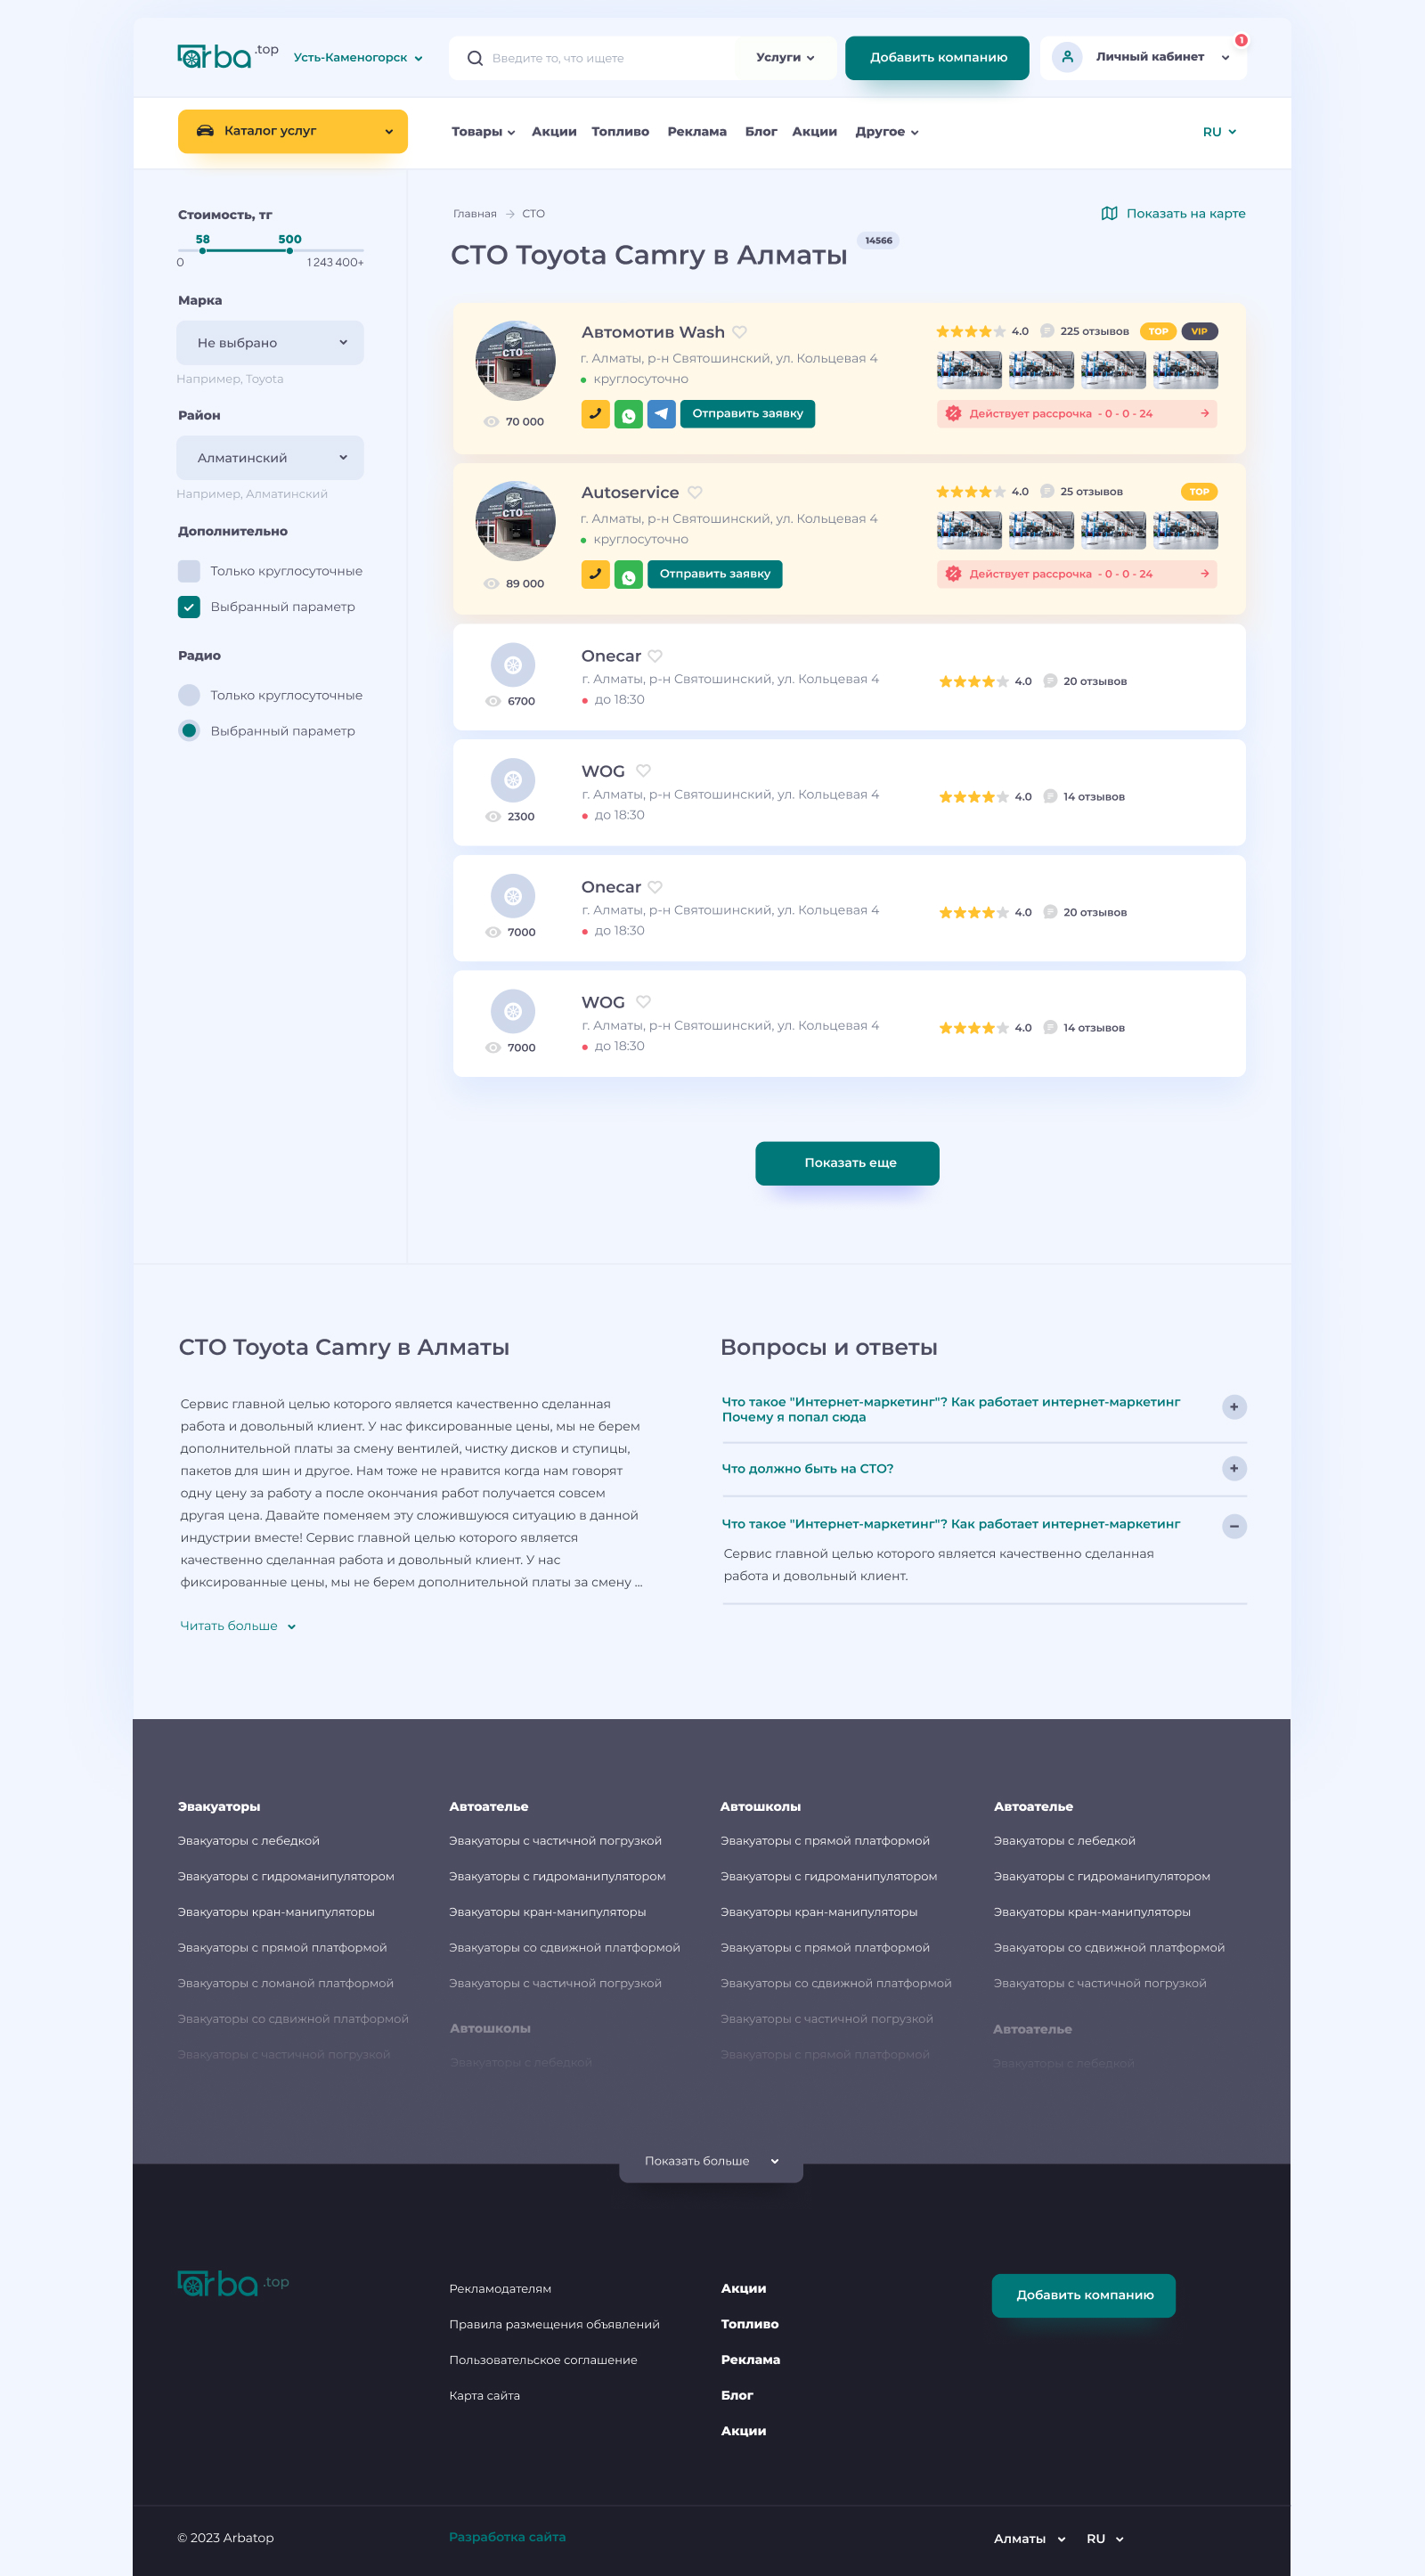 arba .top
Усть-Каменогорск
Введите то, что ищете
Услуги
Добавить компанию
Личный кабинет
1
Каталог услуг
Товары
Акции
Топливо
Реклама
Блог
Акции
Другое
RU
Стоимость, тг
58
500
0
1 243 400+
Марка
Не выбрано
Например, Toyota
Район
Алматинский
Например, Алматинский
Дополнительно
Только круглосуточные
Выбранный параметр
Радио
Только круглосуточные
Выбранный параметр
Главная → СТО
Показать на карте
СТО Toyota Camry в Алматы
14566
СТО
70 000
Автомотив Wash
г. Алматы, р-н Святошинский, ул. Кольцевая 4
круглосуточно
Отправить заявку
4.0
225 отзывов
TOP
VIP
Действует рассрочка - 0 - 0 - 24
СТО
89 000
Autoservice
г. Алматы, р-н Святошинский, ул. Кольцевая 4
круглосуточно
Отправить заявку
4.0
25 отзывов
TOP
Действует рассрочка - 0 - 0 - 24
6700
Onecar
г. Алматы, р-н Святошинский, ул. Кольцевая 4
до 18:30
4.0
20 отзывов
2300
WOG
г. Алматы, р-н Святошинский, ул. Кольцевая 4
до 18:30
4.0
14 отзывов
7000
Onecar
г. Алматы, р-н Святошинский, ул. Кольцевая 4
до 18:30
4.0
20 отзывов
7000
WOG
г. Алматы, р-н Святошинский, ул. Кольцевая 4
до 18:30
4.0
14 отзывов
Показать еще
СТО Toyota Camry в Алматы
Сервис главной целью которого является качественно сделанная
работа и довольный клиент. У нас фиксированные цены, мы не берем
дополнительной платы за смену вентилей, чистку дисков и ступицы,
пакетов для шин и другое. Нам тоже не нравится когда нам говорят
одну цену за работу а после окончания работ получается совсем
другая цена. Давайте поменяем эту сложившуюся ситуацию в данной
индустрии вместе! Сервис главной целью которого является
качественно сделанная работа и довольный клиент. У нас
фиксированные цены, мы не берем дополнительной платы за смену ...
Читать больше
Вопросы и ответы
Что такое "Интернет-маркетинг"? Как работает интернет-маркетинг
Почему я попал сюда
Что должно быть на СТО?
Что такое "Интернет-маркетинг"? Как работает интернет-маркетинг
Сервис главной целью которого является качественно сделанная
работа и довольный клиент.
Эвакуаторы
Эвакуаторы с лебедкой
Эвакуаторы с гидроманипулятором
Эвакуаторы кран-манипуляторы
Эвакуаторы с прямой платформой
Эвакуаторы с ломаной платформой
Эвакуаторы со сдвижной платформой
Эвакуаторы с частичной погрузкой
Автоателье
Эвакуаторы с частичной погрузкой
Эвакуаторы с гидроманипулятором
Эвакуаторы кран-манипуляторы
Эвакуаторы со сдвижной платформой
Эвакуаторы с частичной погрузкой
Автошколы
Эвакуаторы с лебедкой
Автошколы
Эвакуаторы с прямой платформой
Эвакуаторы с гидроманипулятором
Эвакуаторы кран-манипуляторы
Эвакуаторы с прямой платформой
Эвакуаторы со сдвижной платформой
Эвакуаторы с частичной погрузкой
Эвакуаторы с прямой платформой
Автоателье
Эвакуаторы с лебедкой
Эвакуаторы с гидроманипулятором
Эвакуаторы кран-манипуляторы
Эвакуаторы со сдвижной платформой
Эвакуаторы с частичной погрузкой
Автоателье
Эвакуаторы с лебедкой
Показать больше
arba .top
Рекламодателям
Правила размещения объявлений
Пользовательское соглашение
Карта сайта
Акции
Топливо
Реклама
Блог
Акции
Добавить компанию
© 2023 Arbatop
Разработка сайта
Алматы
RU